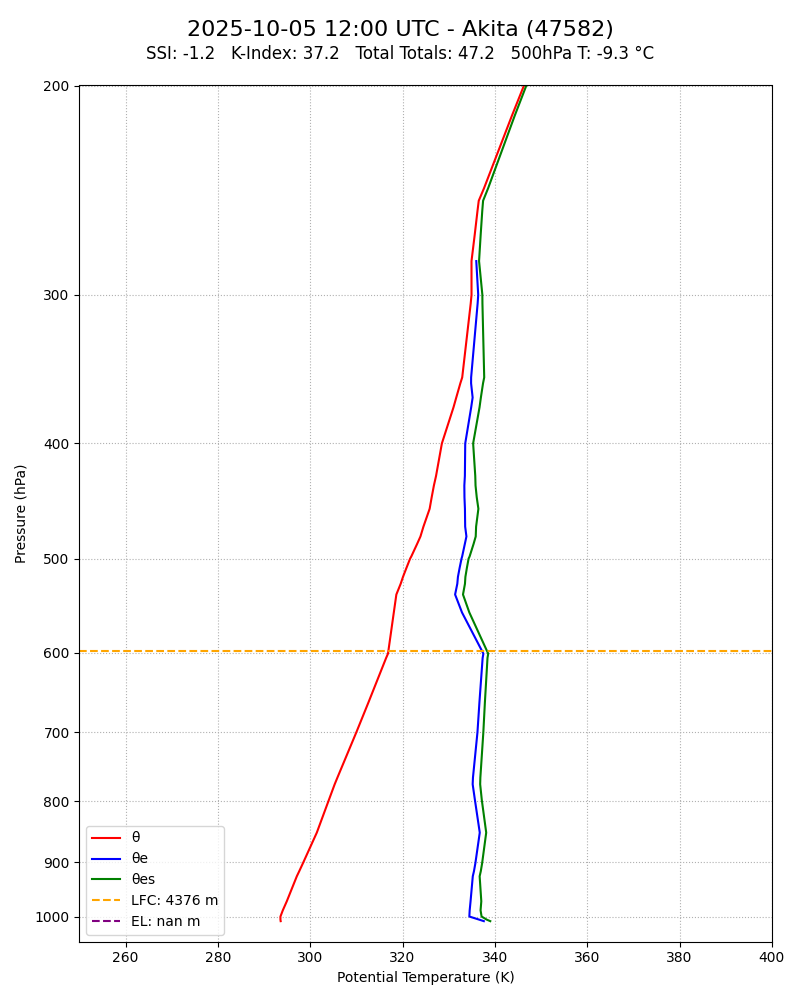 2025-10-05 12:00 UTC - Akita (47582)
SSI: -1.2 K-Index: 37.2 Total Totals: 47.2 500hPa T: -9.3 °C
200
300
400
500
600
700
800
900
1000
Pressure (hPa)
θ
θe
θes
LFC: 4376 m
EL: nan m
260 280 300 320 340 360 380 400
Potential Temperature (K)